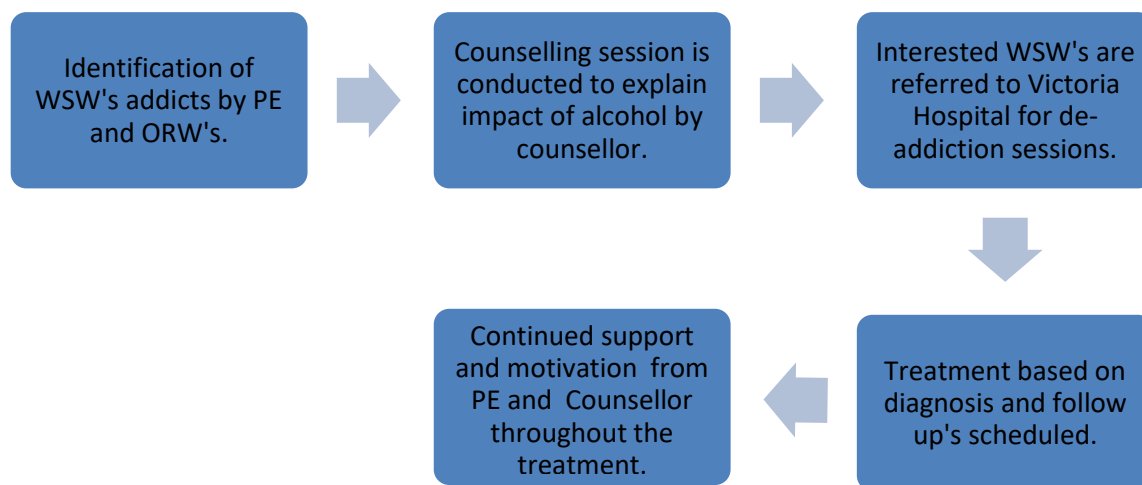 Identification of
WSW's addicts by PE
and ORW's.
Counselling session is
conducted to explain
impact of alcohol by
counsellor.
Interested WSW's are
referred to Victoria
Hospital for de-
addiction sessions.
Treatment based on
diagnosis and follow
up's scheduled.
Continued support
and motivation  from
PE and  Counsellor
throughout the
treatment.